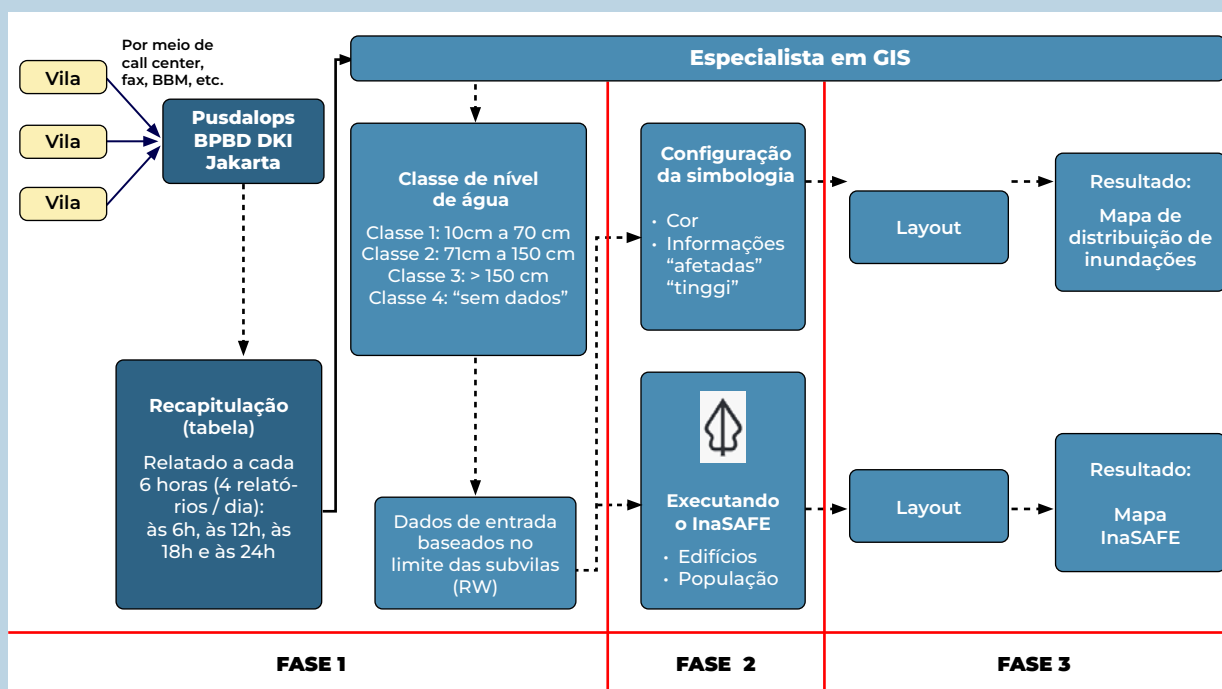 Por meio de
call center,
fax, BBM, etc.
Vila
Vila
Vila
Pusdalops
BPBD DKI
Jakarta
Recapitulação
(tabela)
Relatado a cada
6 horas (4 relató-
rios / dia):
às 6h, às 12h, às
18h e às 24h
Especialista em GIS
Classe de nível
de água
Classe 1: 10cm a 70 cm
Classe 2: 71cm a 150 cm
Classe 3: > 150 cm
Classe 4: “sem dados”
Dados de entrada
baseados no
limite das subvilas
(RW)
Configuração
da simbologia
• Cor
• Informações
“afetadas”
“tinggi”
Executando
o InaSAFE
• Edifícios
• População
Layout
Resultado:
Mapa de
distribuição de
inundações
Layout
Resultado:
Mapa
InaSAFE
FASE 1
FASE 2
FASE 3